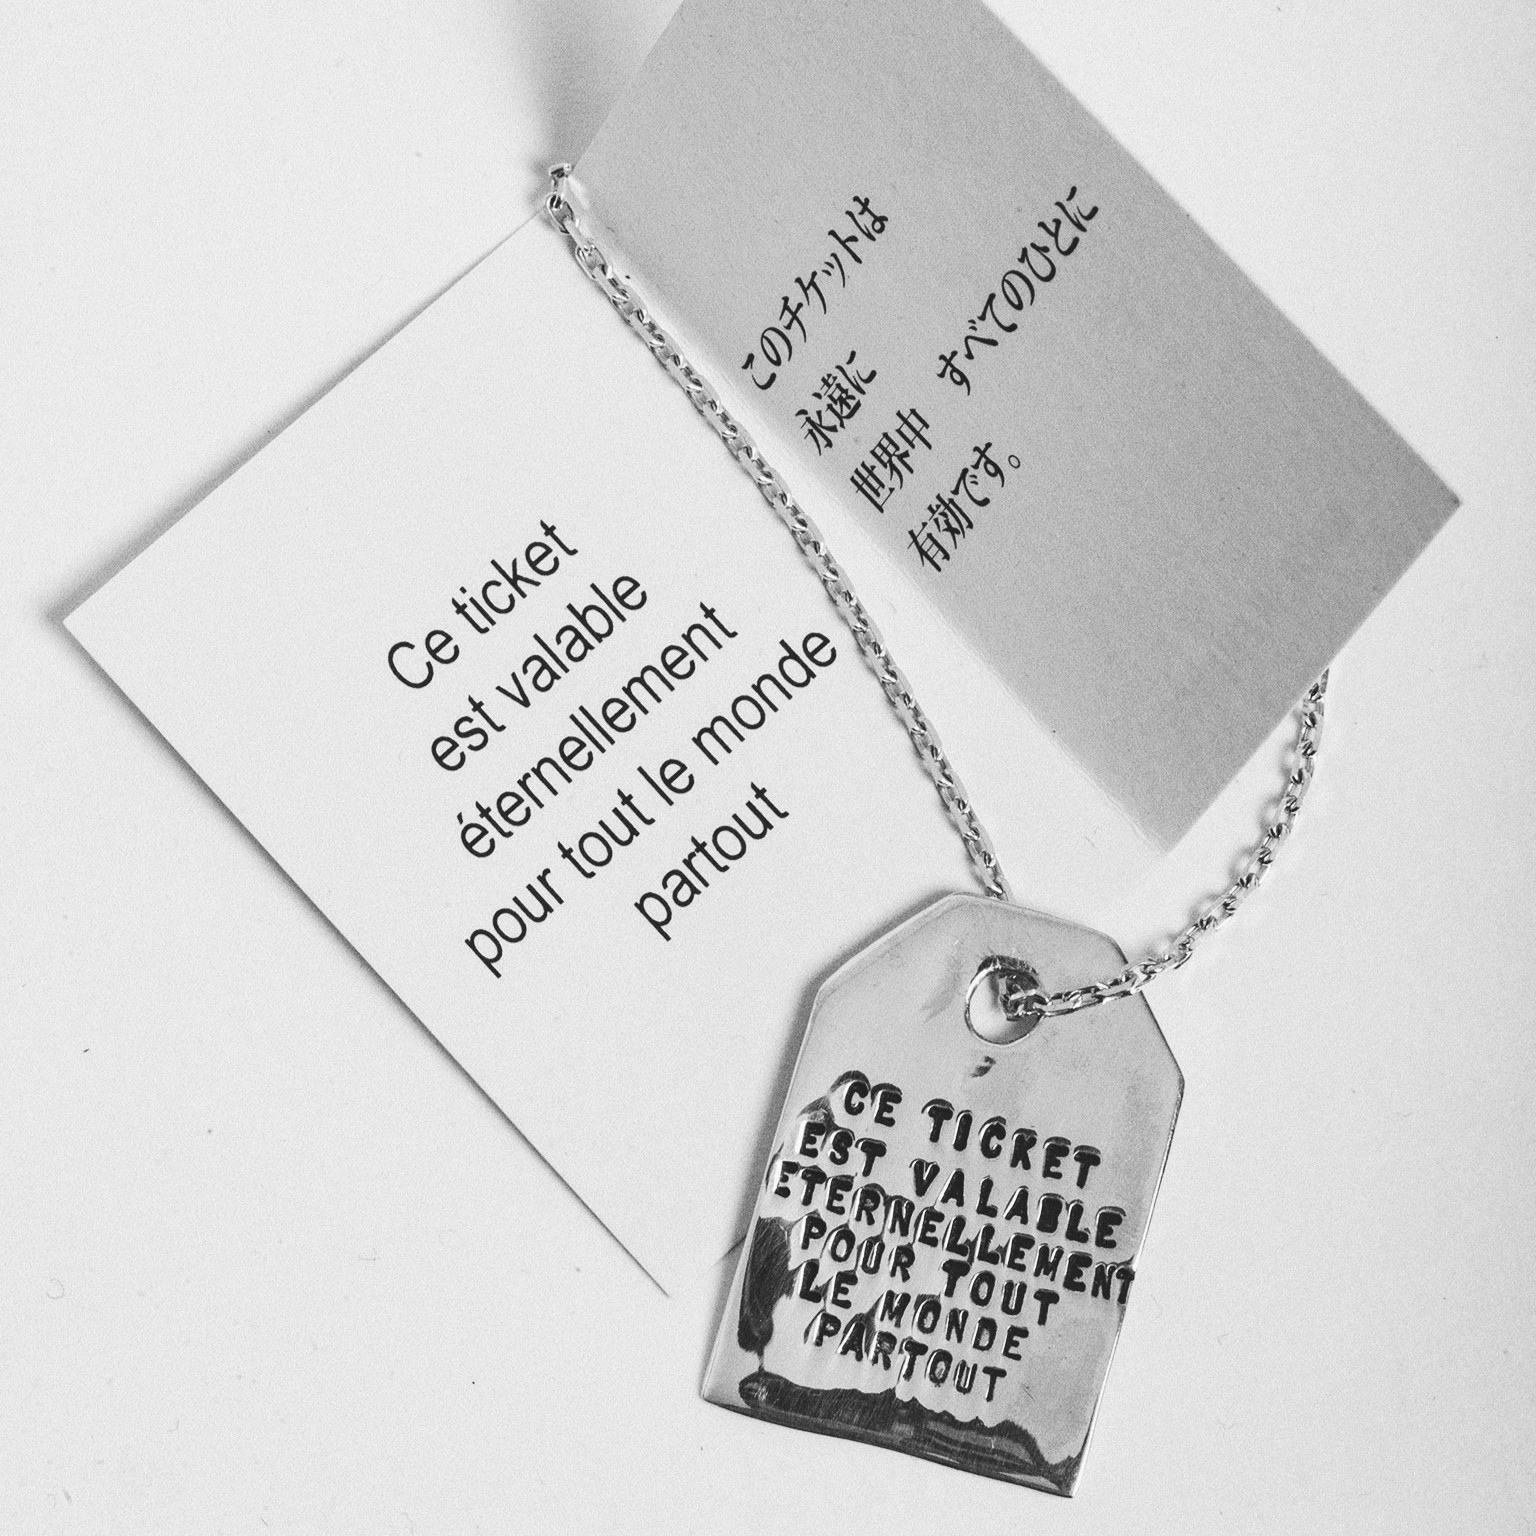 Ce ticket
est valable
éternellement
pour tout le monde
partout
このチケットは
永遠に　すべてのひとに
世界中
有効です。
CE TICKET
EST VALABLE
ETERNELLEMENT
POUR TOUT
LE MONDE
PARTOUT